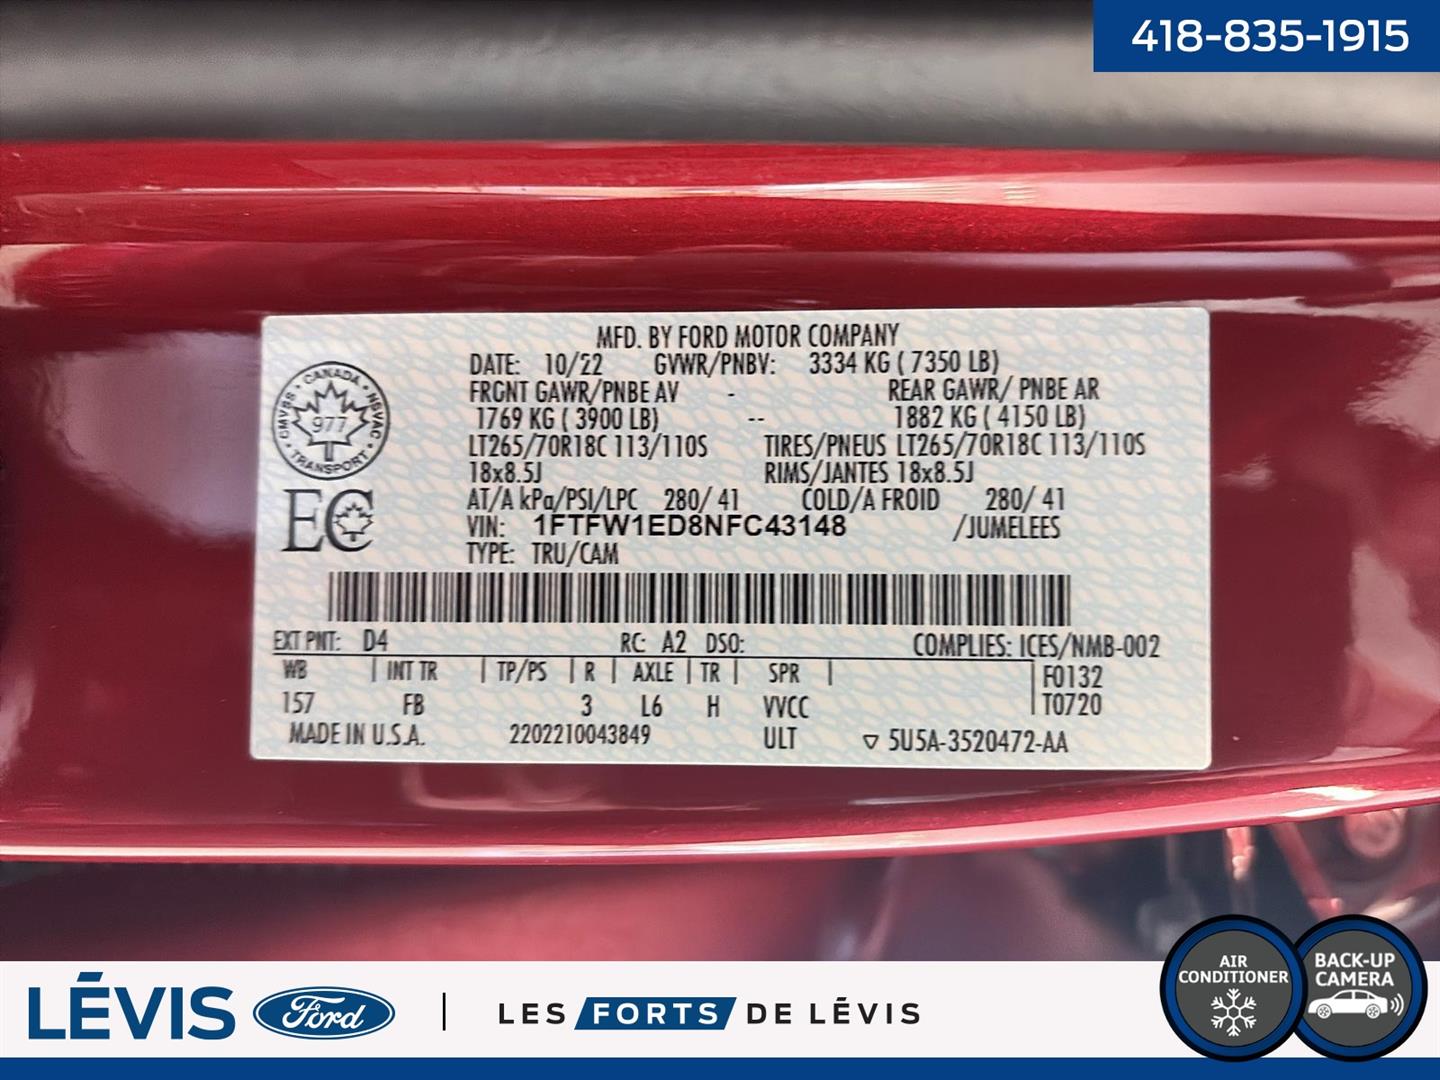 418-835-1915
MFD. BY FORD MOTOR COMPANY
DATE: 10/22 GVWR/PNBV: 3334 KG ( 7350 LB)
FRONT GAWR/PNBE AV - REAR GAWR/ PNBE AR
1769 KG ( 3900 LB) -- 1882 KG ( 4150 LB)
LT265/70R18C 113/110S TIRES/PNEUS LT265/70R18C 113/110S
18x8.5J RIMS/JANTES 18x8.5J
AT/A kPa/PSI/LPC 280/ 41 COLD/A FROID 280/ 41
VIN: 1FTFW1ED8NFC43148 /JUMELEES
TYPE: TRU/CAM
CANADA
CMVSS NSVAC
977
TRANSPORT
EC
EXT PNT: D4 RC: A2 DSO: COMPLIES: ICES/NMB-002
WB | INT TR | TP/PS | R | AXLE | TR | SPR | F0132
157 FB 3 L6 H VVCC T0720
MADE IN U.S.A. 2202210043849 ULT ▽ 5U5A-3520472-AA
AIR
CONDITIONER
BACK-UP
CAMERA
LĒVIS Ford | LES FORTS DE LÉVIS